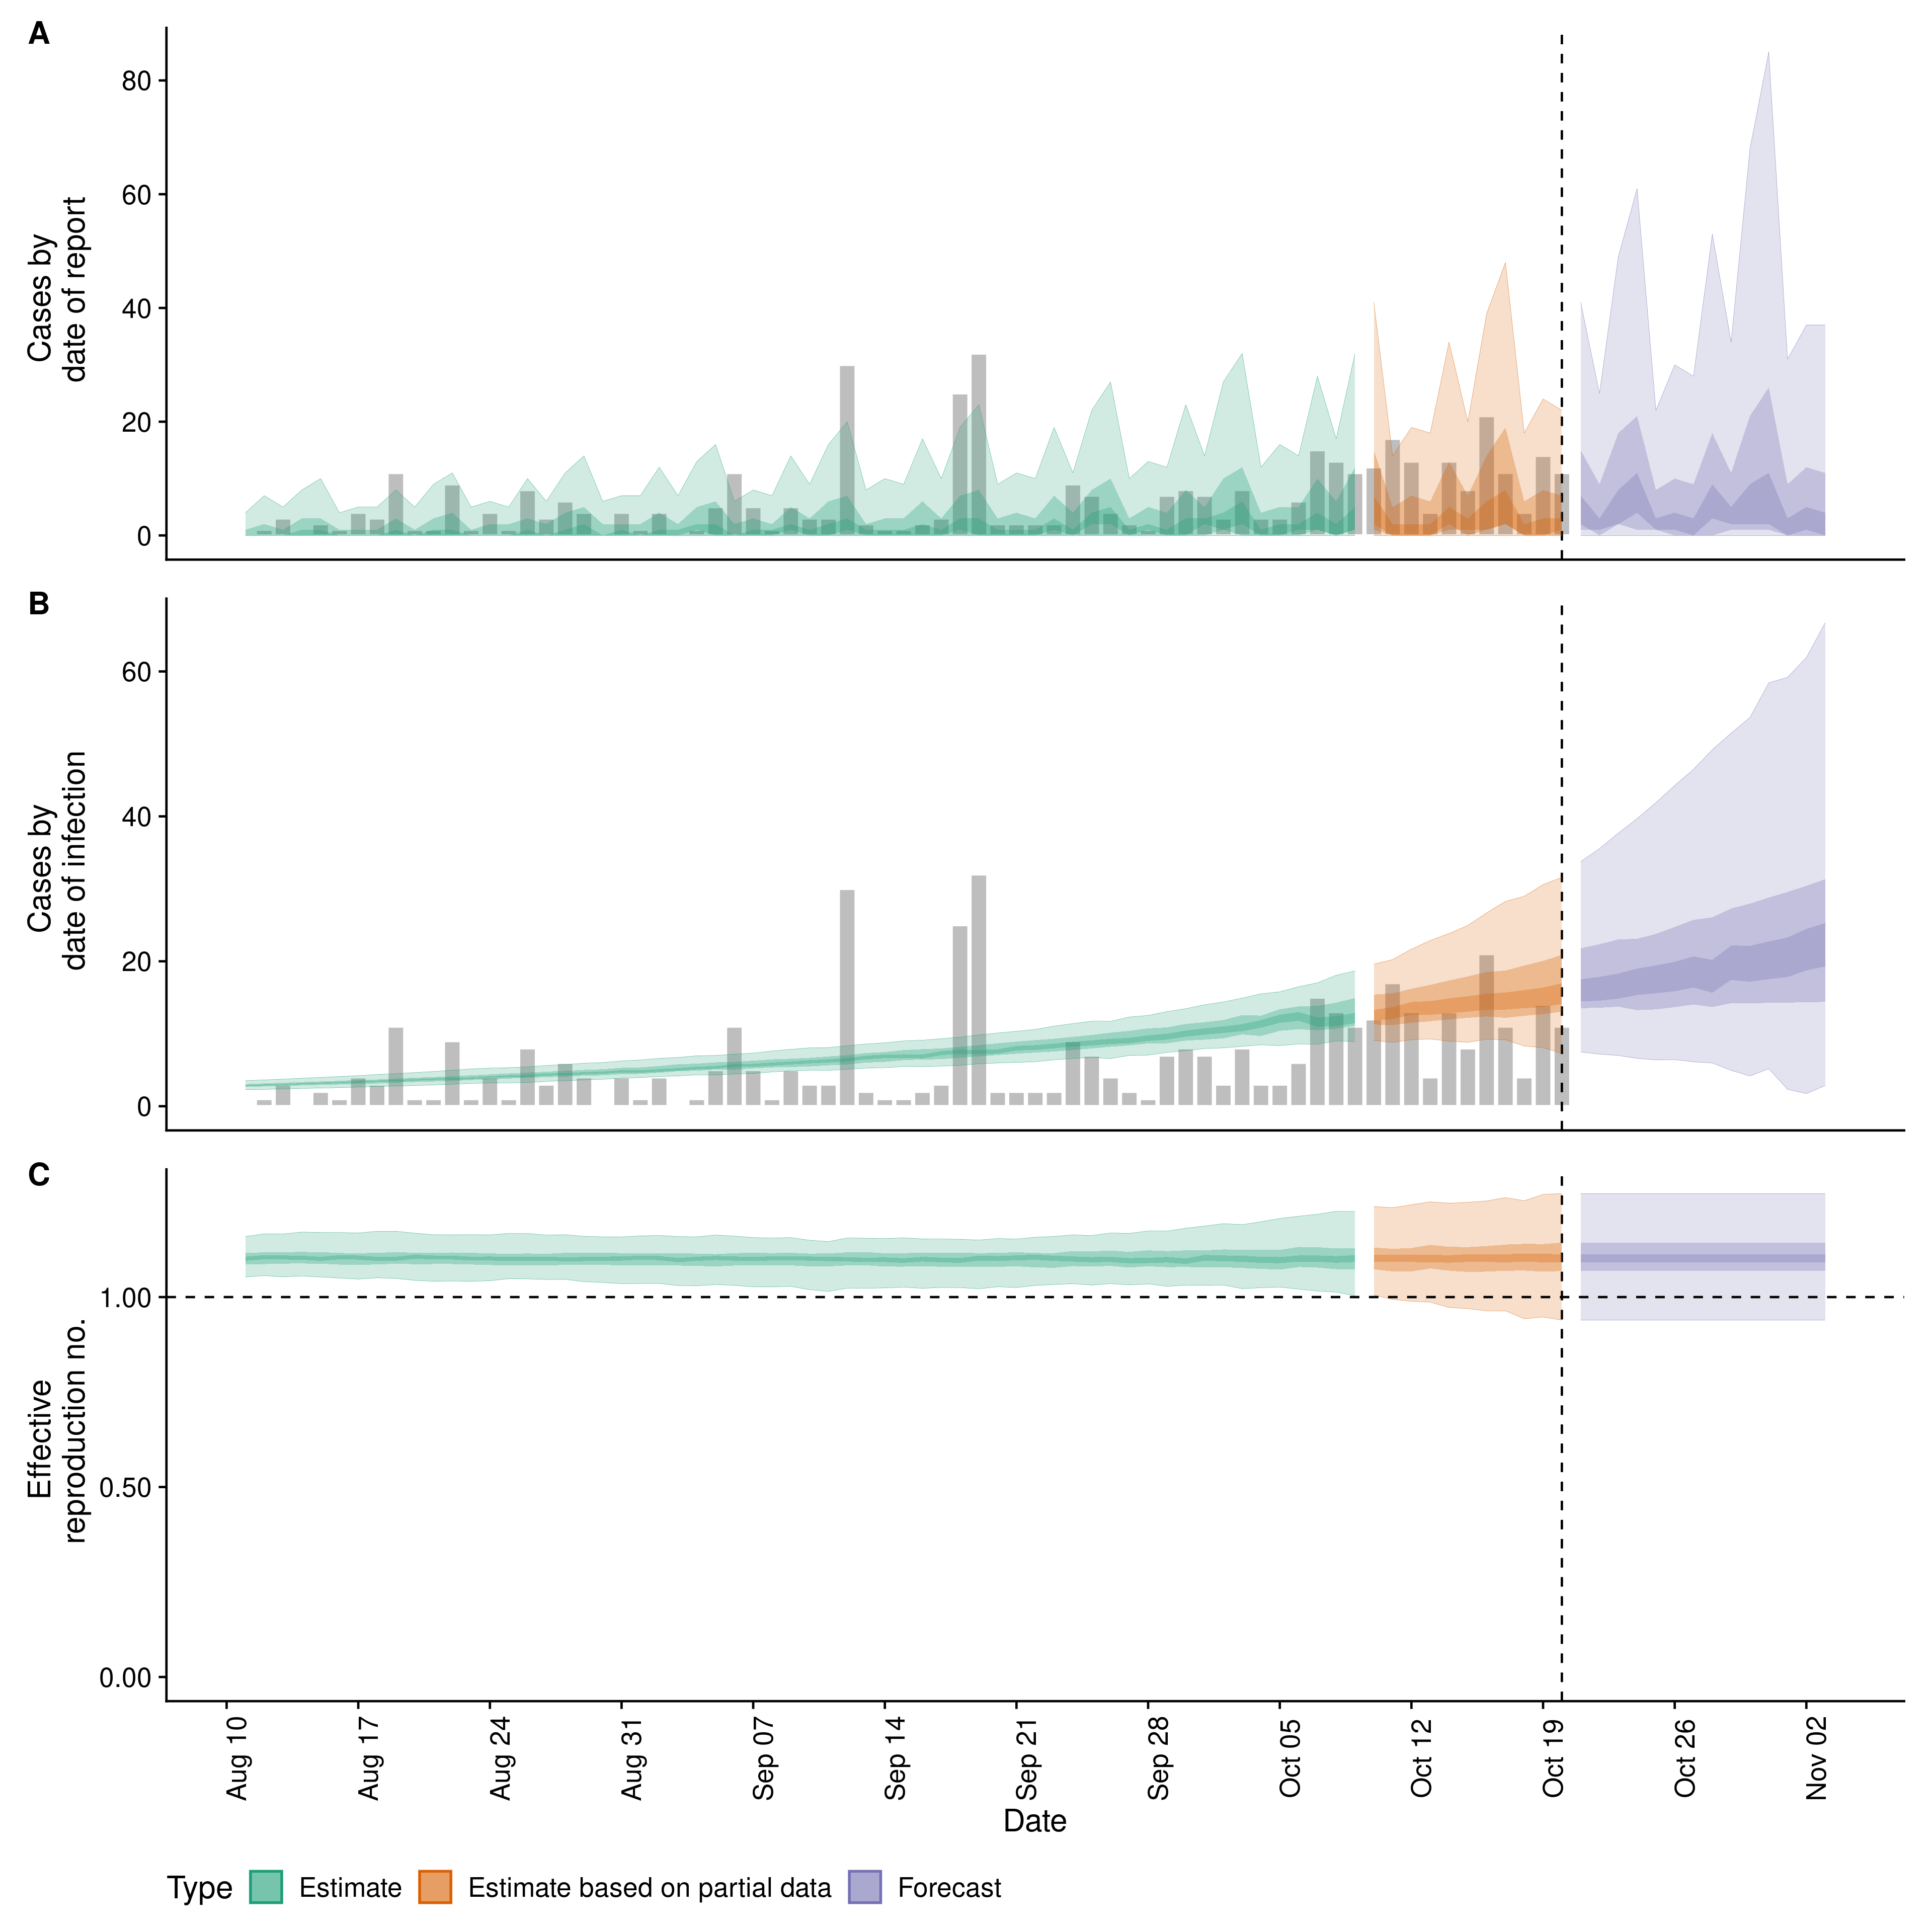 A
80
60
40
20
0
Cases by
date of report
B
60
40
20
0
Cases by
date of infection
C
1.00
0.50
0.00
Effective
reproduction no.
Aug 10
Aug 17
Aug 24
Aug 31
Sep 07
Sep 14
Sep 21
Sep 28
Oct 05
Oct 12
Oct 19
Oct 26
Nov 02
Date
Type Estimate Estimate based on partial data Forecast